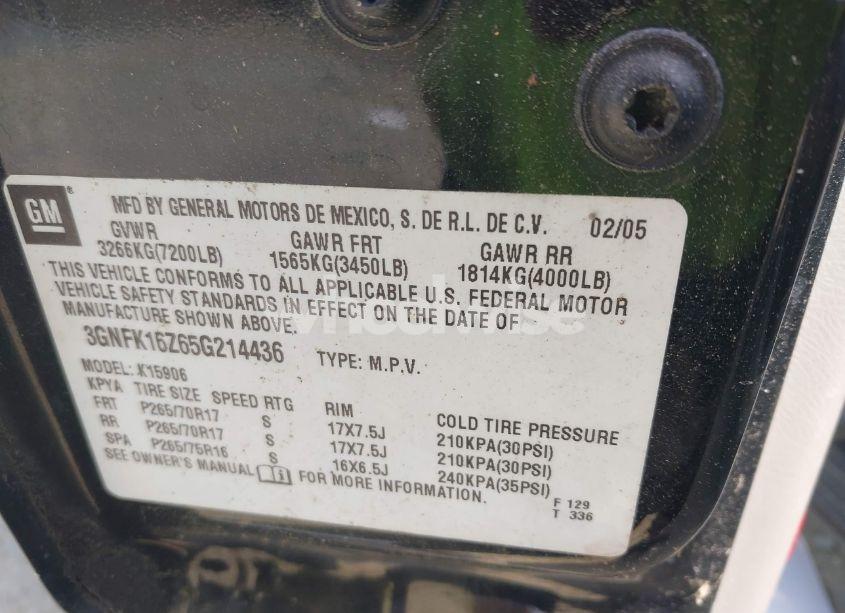 GM
MFD BY GENERAL MOTORS DE MEXICO, S. DE R.L. DE C.V. 02/05
GVWR GAWR FRT GAWR RR
3266KG(7200LB) 1565KG(3450LB) 1814KG(4000LB)
THIS VEHICLE CONFORMS TO ALL APPLICABLE U.S. FEDERAL MOTOR
VEHICLE SAFETY STANDARDS IN EFFECT ON THE DATE OF
MANUFACTURE SHOWN ABOVE.
3GNFK16Z65G214436 TYPE: M.P.V.
MODEL: K15906
KPYA TIRE SIZE SPEED RTG RIM COLD TIRE PRESSURE
FRT P265/70R17 S 17X7.5J 210KPA(30PSI)
RR P265/70R17 S 17X7.5J 210KPA(30PSI)
SPA P265/75R16 S 16X6.5J 240KPA(35PSI)
SEE OWNER'S MANUAL FOR MORE INFORMATION.
F 129
T 336